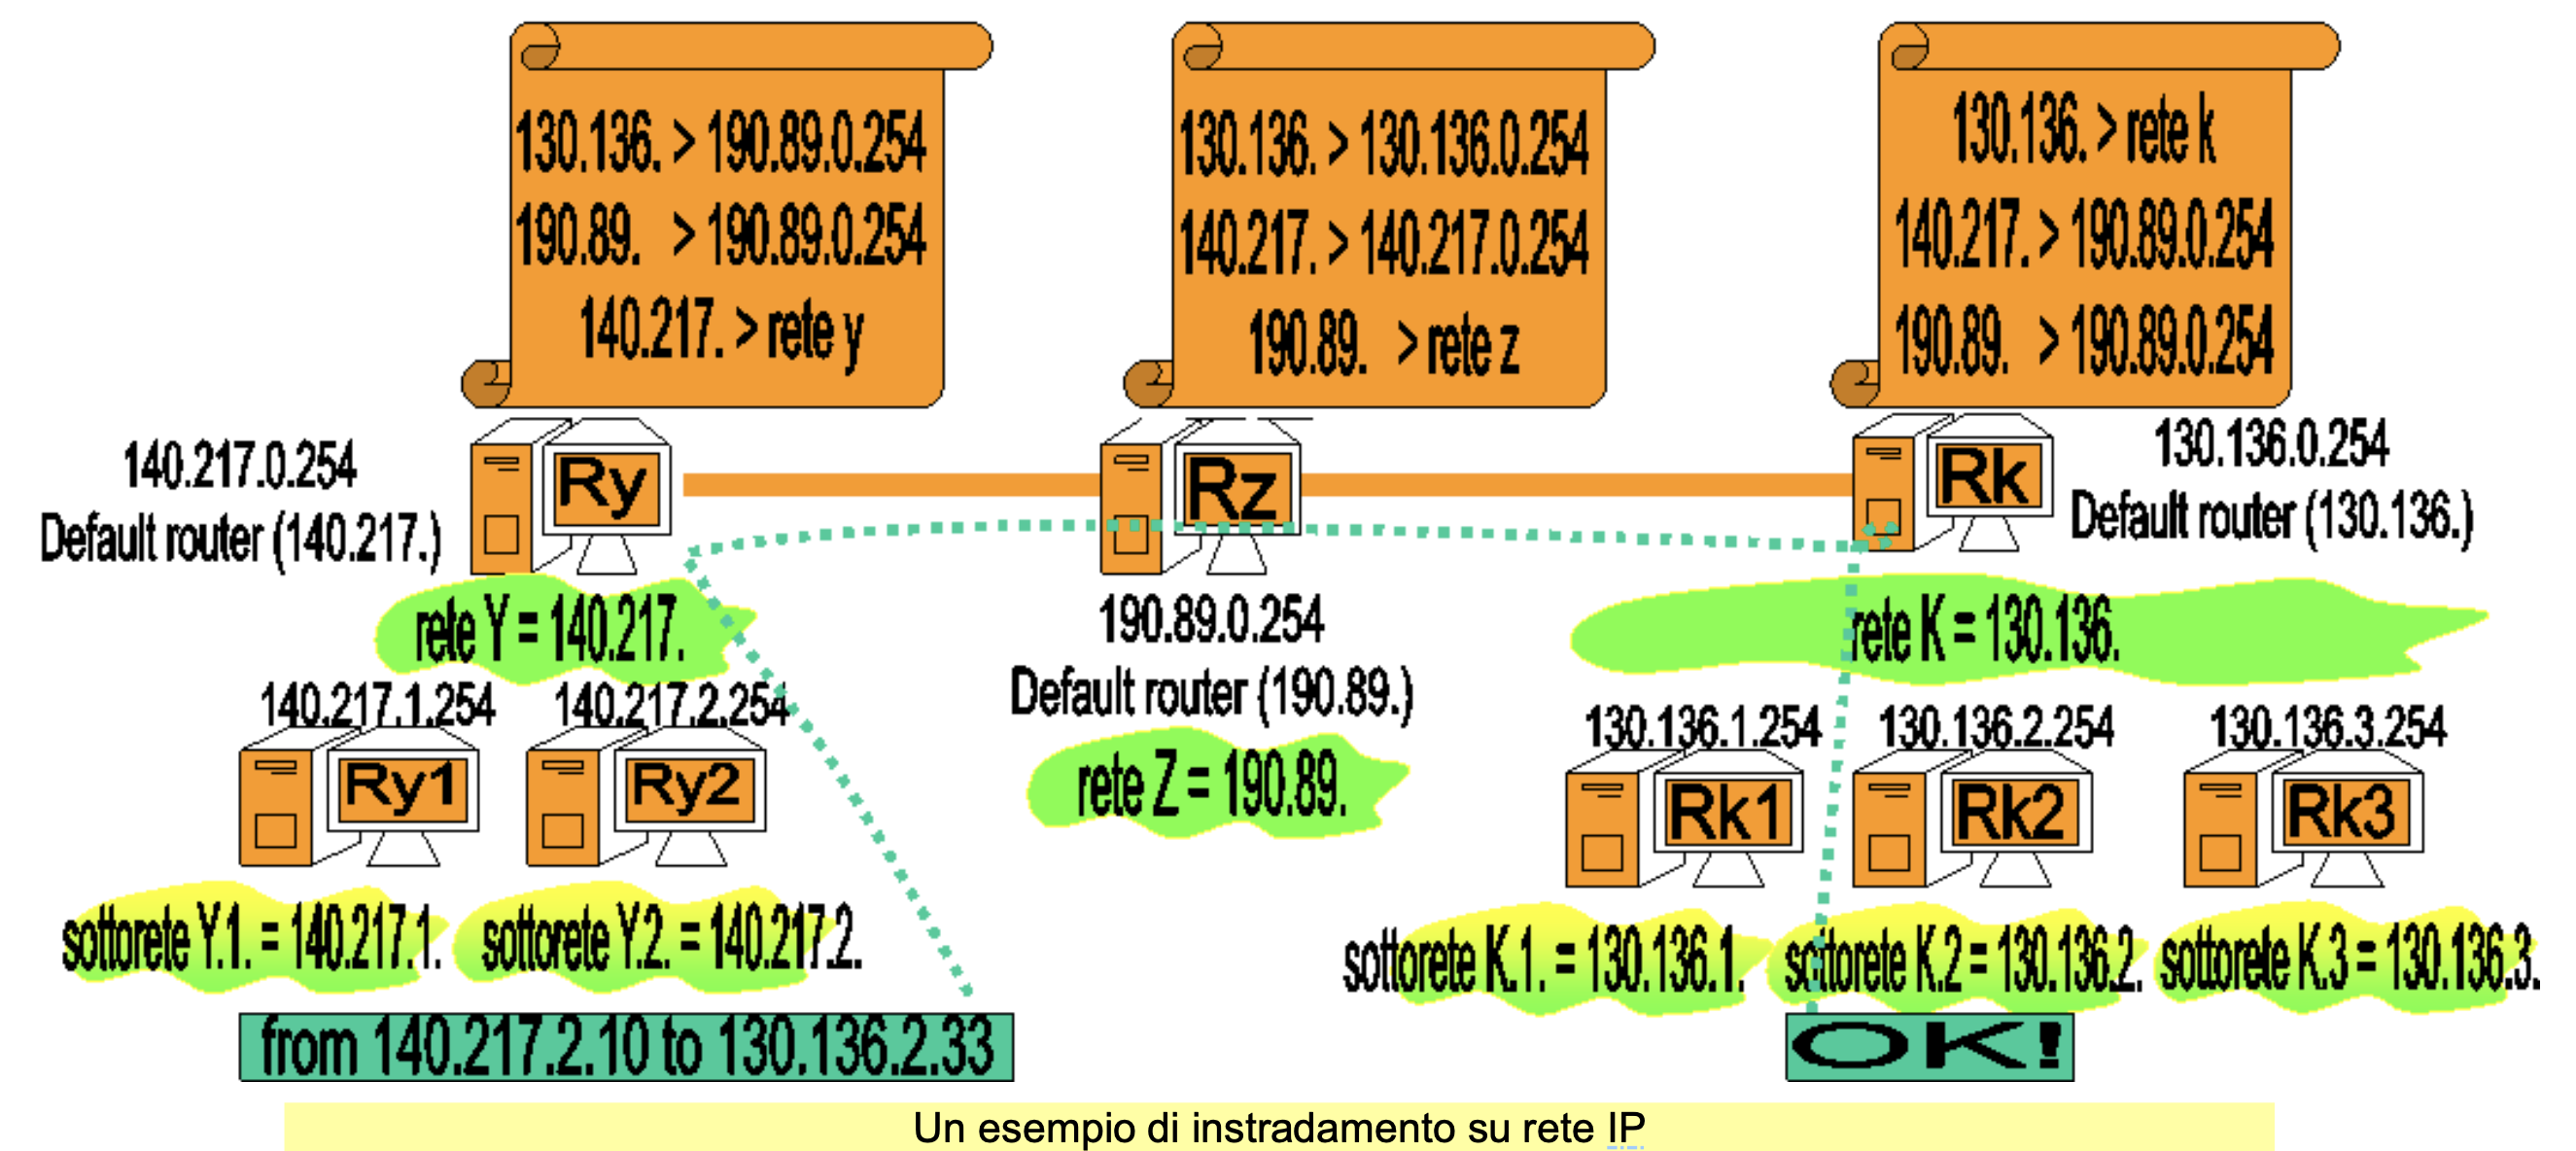 130.136. > 190.89.0.254
190.89. > 190.89.0.254
140.217. > rete y
130.136. > 130.136.0.254
140.217. > 140.217.0.254
190.89. > rete z
130.136. > rete k
140.217. > 190.89.0.254
190.89. > 190.89.0.254
140.217.0.254
Default router (140.217.)
Ry
Rz
Rk
130.136.0.254
Default router (130.136.)
rete Y = 140.217.
190.89.0.254
Default router (190.89.)
rete Z = 190.89.
rete K = 130.136.
140.217.1.254
140.217.2.254
Ry1
Ry2
130.136.1.254
130.136.2.254
130.136.3.254
Rk1
Rk2
Rk3
sottorete Y.1. = 140.217.1.
sottorete Y.2. = 140.217.2.
sottorete K.1. = 130.136.1.
sottorete K.2 = 130.136.2.
sottorete K.3 = 130.136.3.
from 140.217.2.10 to 130.136.2.33
OK!
Un esempio di instradamento su rete IP